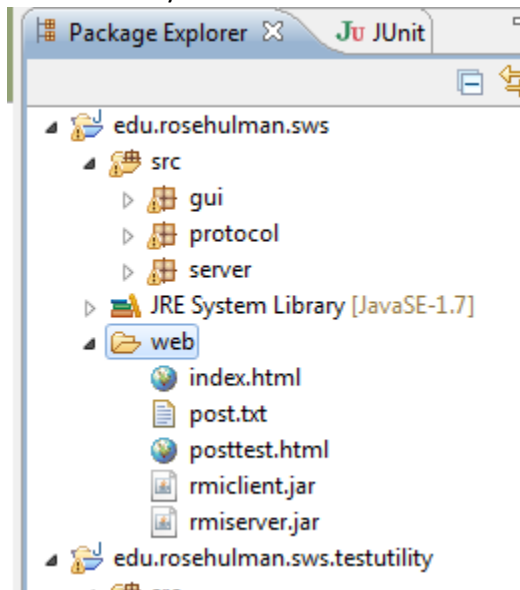 Package Explorer JU JUnit
edu.rosehulman.sws
src
gui
protocol
server
JRE System Library [JavaSE-1.7]
web
index.html
post.txt
posttest.html
rmiclient.jar
rmiserver.jar
edu.rosehulman.sws.testutility